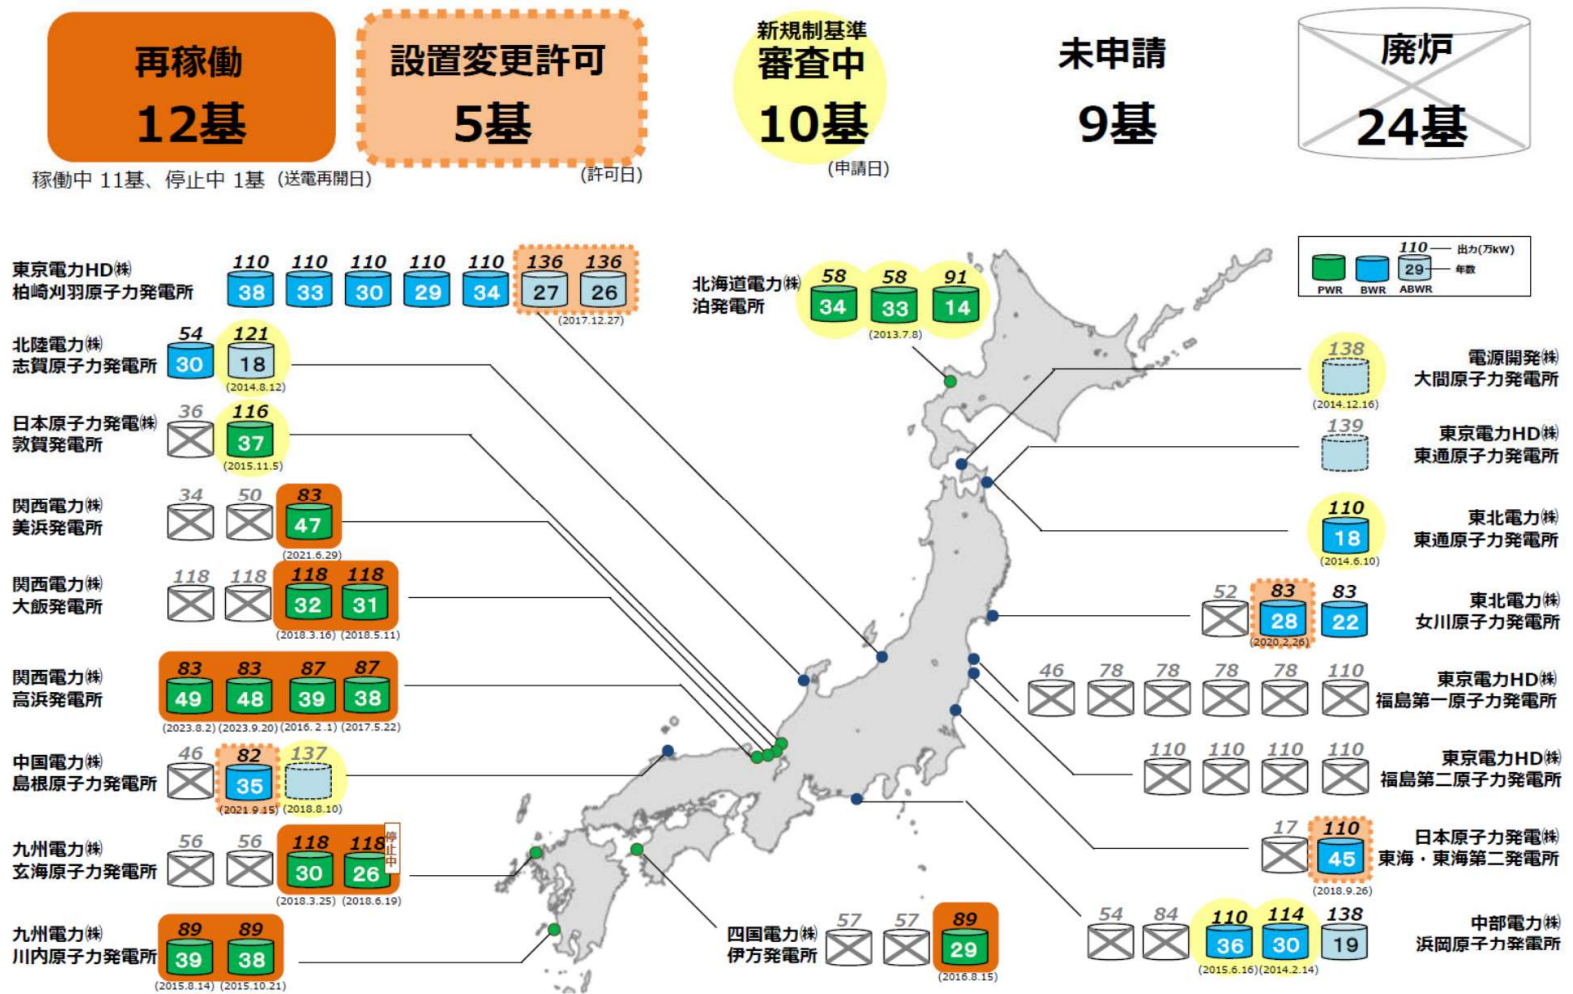 再稼働
12基
稼働中 11基、停止中 1基 (送電再開日)
設置変更許可
5基
(許可日)
新規制基準
審査中
10基
(申請日)
未申請
9基
廃炉
24基
110 出力(万kW)
29 年数
PWR BWR ABWR
東京電力HD㈱
柏崎刈羽原子力発電所
110 110 110 110 110 136 136
38 33 30 29 34 27 26
(2017.12.27)
北陸電力㈱
志賀原子力発電所
54 121
30 18
(2014.8.12)
日本原子力発電㈱
敦賀発電所
36 116
37
(2015.11.5)
関西電力㈱
美浜発電所
34 50 83
47
(2021.6.29)
関西電力㈱
大飯発電所
118 118 118 118
32 31
(2018.3.16) (2018.5.11)
関西電力㈱
高浜発電所
83 83 87 87
49 48 39 38
(2023.8.2) (2023.9.20) (2016.2.1) (2017.5.22)
中国電力㈱
島根原子力発電所
46 82 137
35
(2021.9.15) (2018.8.10)
九州電力㈱
玄海原子力発電所
56 56 118 118
停止中
30 26
(2018.3.25) (2018.6.19)
九州電力㈱
川内原子力発電所
89 89
39 38
(2015.8.14) (2015.10.21)
北海道電力㈱
泊発電所
58 58 91
34 33 14
(2013.7.8)
四国電力㈱
伊方発電所
57 57 89
29
(2016.8.15)
138
電源開発㈱
大間原子力発電所
(2014.12.16)
139
東京電力HD㈱
東通原子力発電所
110
18
東北電力㈱
東通原子力発電所
(2014.6.10)
52 83 83
28 22
(2020.2.26)
東北電力㈱
女川原子力発電所
46 78 78 78 78 110
東京電力HD㈱
福島第一原子力発電所
110 110 110 110
東京電力HD㈱
福島第二原子力発電所
17 110
45
(2018.9.26)
日本原子力発電㈱
東海・東海第二発電所
54 84 110 114 138
36 30 19
(2015.6.16) (2014.2.14)
中部電力㈱
浜岡原子力発電所